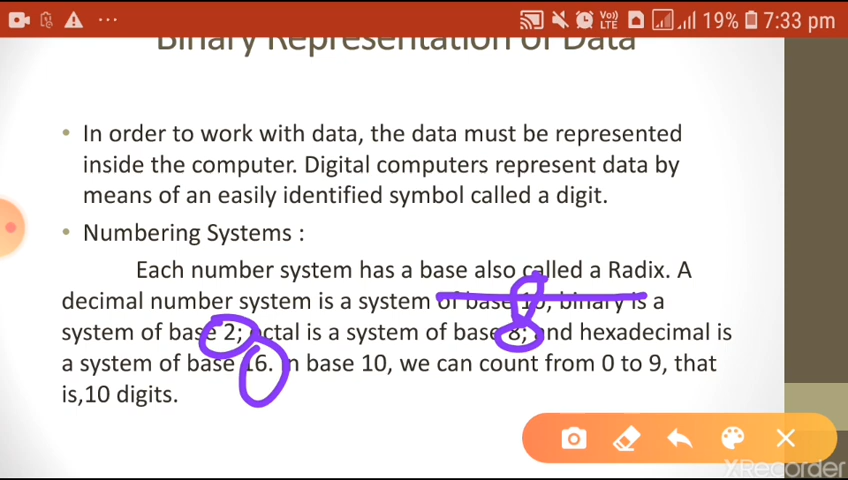 Vo))
LTE
19% 7:33 pm
Binary Representation of Data
• In order to work with data, the data must be represented
inside the computer. Digital computers represent data by
means of an easily identified symbol called a digit.
• Numbering Systems :
Each number system has a base also called a Radix. A
decimal number system is a system of base 10; binary is a
system of base 2; octal is a system of base 8; and hexadecimal is
a system of base 16. In base 10, we can count from 0 to 9, that
is,10 digits.
XRecorder